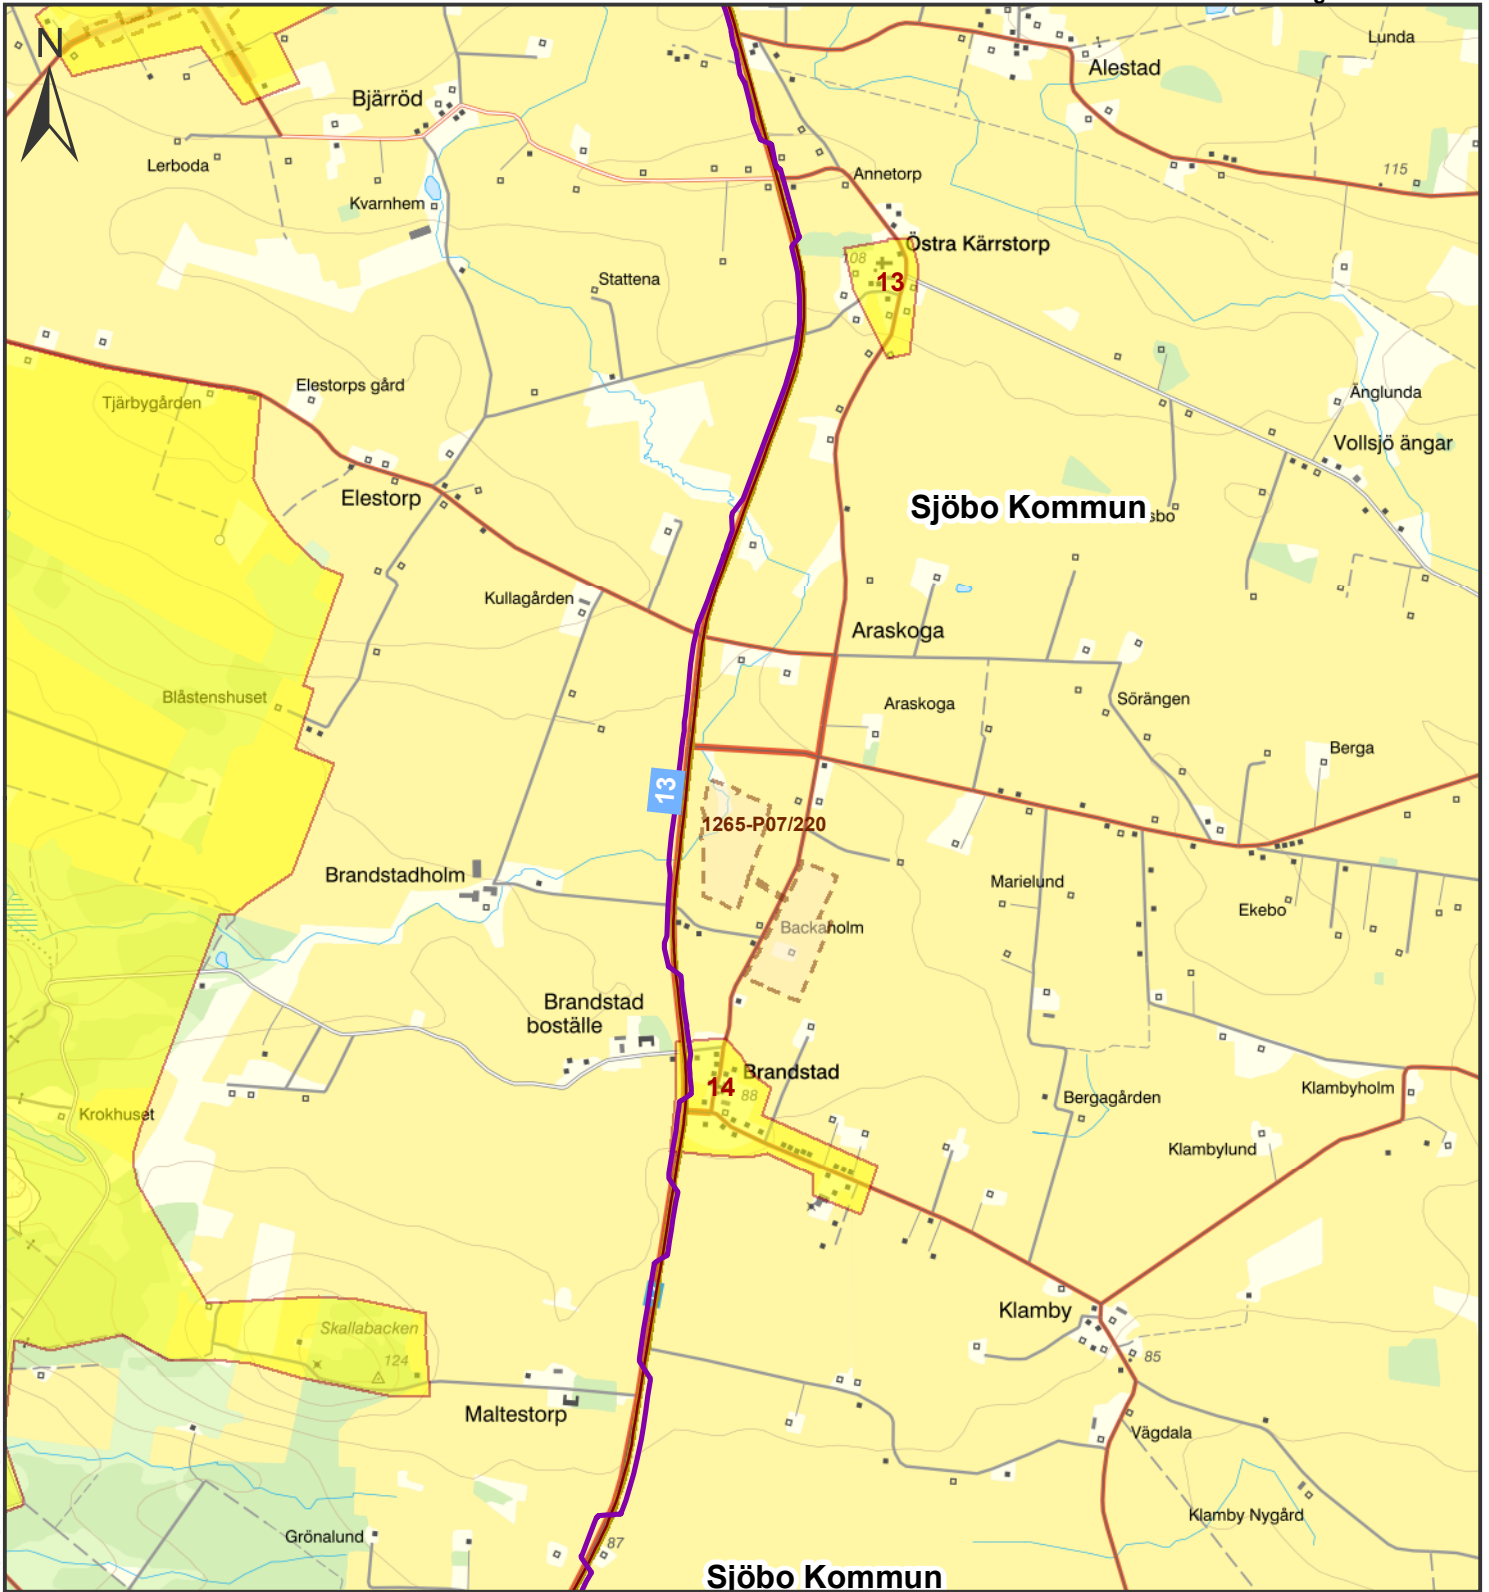 N
Lunda
Alestad
Bjärröd
Lerboda
115
Annetorp
Kvarnhem
Östra Kärrstorp
108
13
Stattena
Elestorps gård
Tjärbygården
Änglunda
Vollsjö ängar
Elestorp
Sjöbo Kommun
sbo
Kullagården
Araskoga
Blåstenshuset
Araskoga
Sörängen
Berga
13
1265-P07/220
Brandstadholm
Marielund
Ekebo
Backaholm
Brandstad
boställe
Brandstad
14
88
Bergagården
Klambyholm
Krokhuset
Klambylund
Klamby
Skallabacken
124
85
Maltestorp
Vägdala
Klamby Nygård
Grönalund
87
Sjöbo Kommun